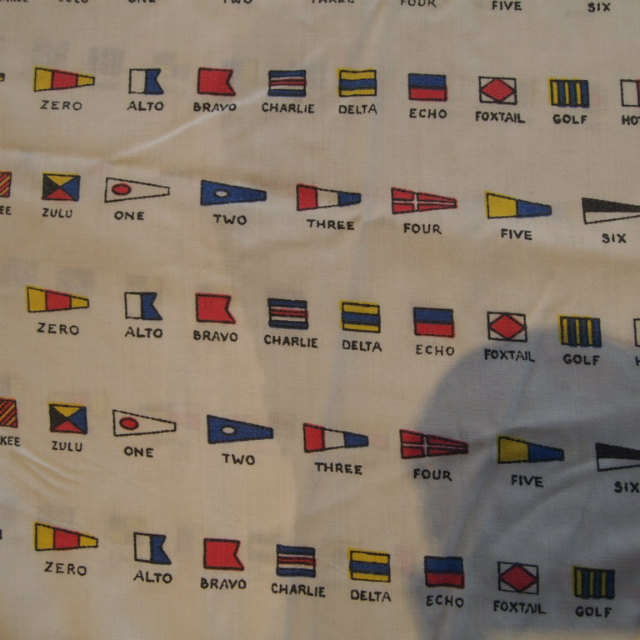 ZULU ONE TWO THREE FOUR FIVE SIX
ZERO ALTO BRAVO CHARLIE DELTA ECHO FOXTAIL GOLF
ZULU ONE TWO THREE FOUR FIVE SIX
ZERO ALTO BRAVO CHARLIE DELTA ECHO FOXTAIL GOLF
ZULU ONE TWO THREE FOUR FIVE SIX
ZERO ALTO BRAVO CHARLIE DELTA ECHO FOXTAIL GOLF